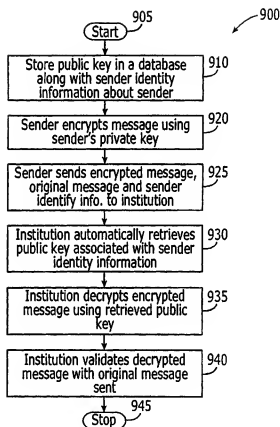 905
Start
900
Store public key in a database
along with sender identity
information about sender
910
Sender encrypts message using
sender's private key
920
Sender sends encrypted message,
original message and sender
identify info. to institution
925
Institution automatically retrieves
public key associated with sender
identity information
930
Institution decrypts encrypted
message using retrieved public
key
935
Institution validates decrypted
message with original message
sent
940
945
Stop